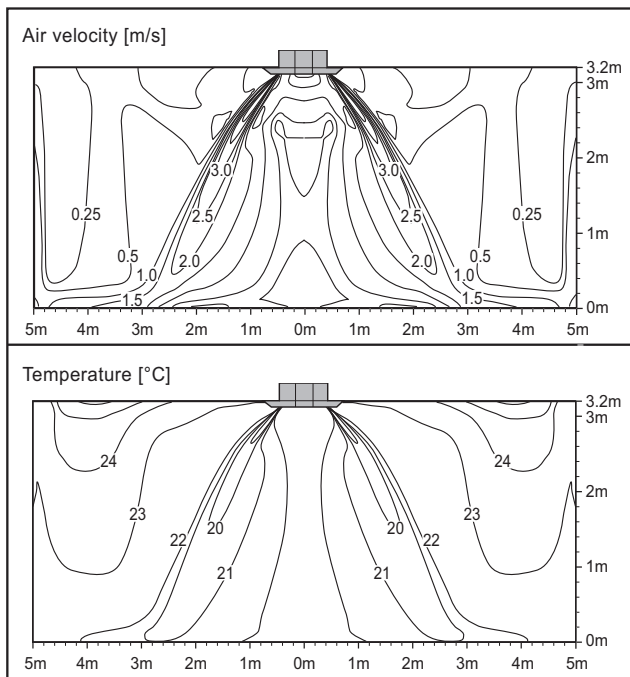 Air velocity [m/s]
3.2m
3m
3.0 3.0
2m
2.5 2.5
0.25 0.25
1m
0.5 2.0 2.0 0.5
1.0 1.0
1.5 1.5
0m
5m 4m 3m 2m 1m 0m 1m 2m 3m 4m 5m
Temperature [°C]
3.2m
3m
24 24
23 23
2m
20 20
22 22
21 21
1m
0m
5m 4m 3m 2m 1m 0m 1m 2m 3m 4m 5m